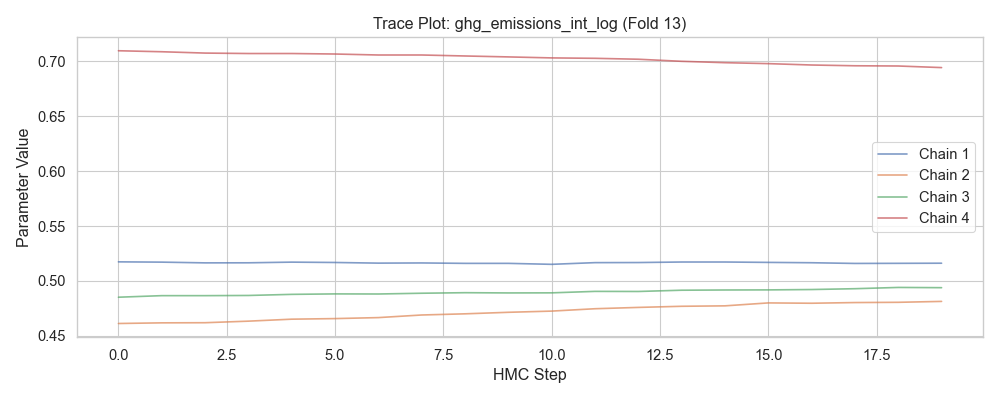 Trace Plot: ghg_emissions_int_log (Fold 13)
Parameter Value
0.70
0.65
0.60
0.55
0.50
0.45
Chain 1
Chain 2
Chain 3
Chain 4
0.0 2.5 5.0 7.5 10.0 12.5 15.0 17.5
HMC Step